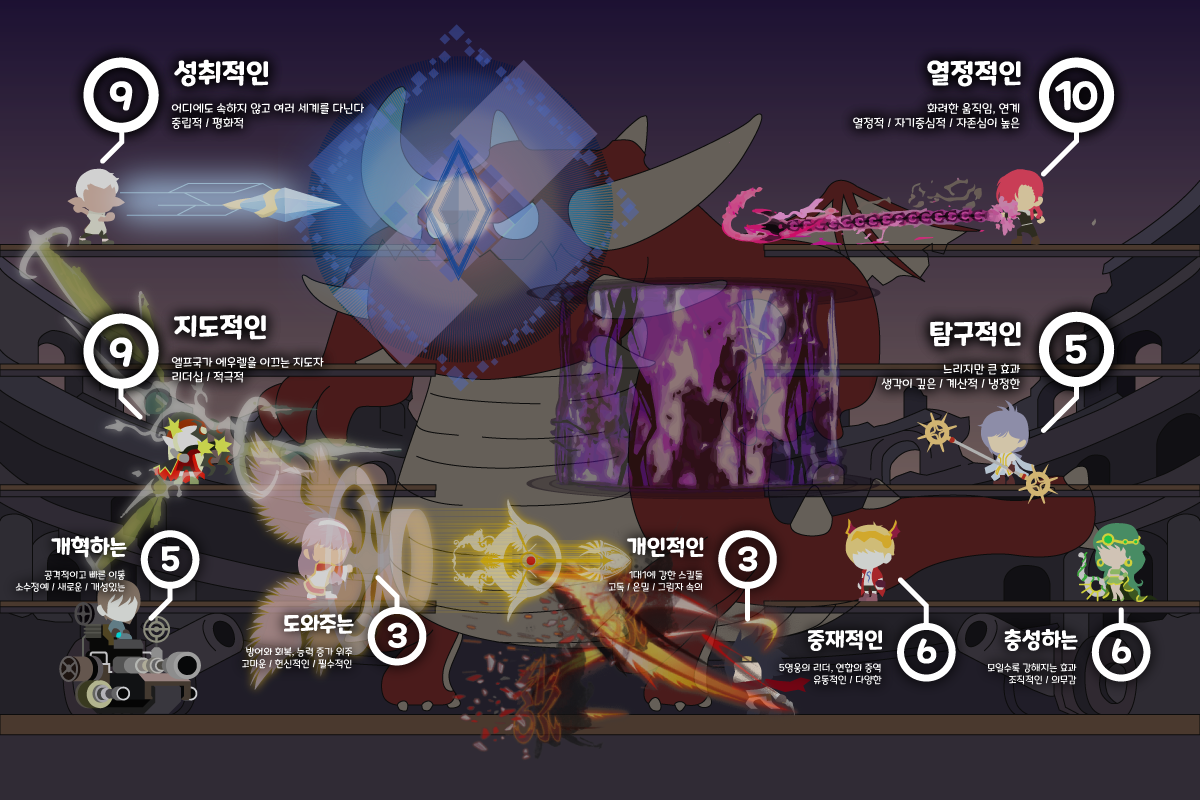 9
성취적인
어디에도 속하지 않고 여러 세계를 다닌다
중립적 / 평화적
열정적인
10
화려한 움직임, 연계
열정적 / 자기중심적 / 자존심이 높은
9
지도적인
엘프국가 에우렐을 이끄는 지도자
리더십 / 적극적
탐구적인
5
느리지만 큰 효과
생각이 깊은 / 계산적 / 냉정한
개혁하는
5
공격적이고 빠른 이동
소수정예 / 새로운 / 개성있는
도와주는
3
방어와 회복, 능력 증가 위주
고마운 / 헌신적인 / 필수적인
개인적인
3
1대1에 강한 스킬들
고독 / 은밀 / 그림자 속의
중재적인
6
5영웅의 리더, 연합의 중역
유동적인 / 다양한
충성하는
6
모일수록 강해지는 효과
조직적인 / 의무감